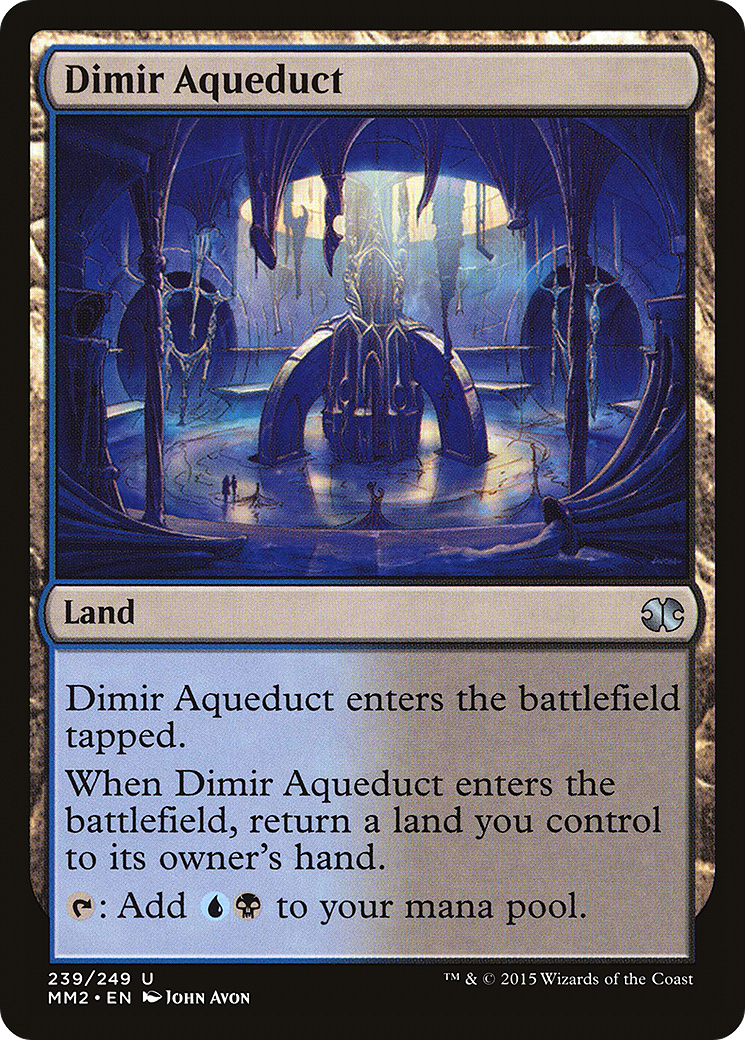 Dimir Aqueduct
Land
Dimir Aqueduct enters the battlefield
tapped.
When Dimir Aqueduct enters the
battlefield, return a land you control
to its owner's hand.
: Add to your mana pool.
239/249 U
™ & © 2015 Wizards of the Coast
MM2 • EN John Avon